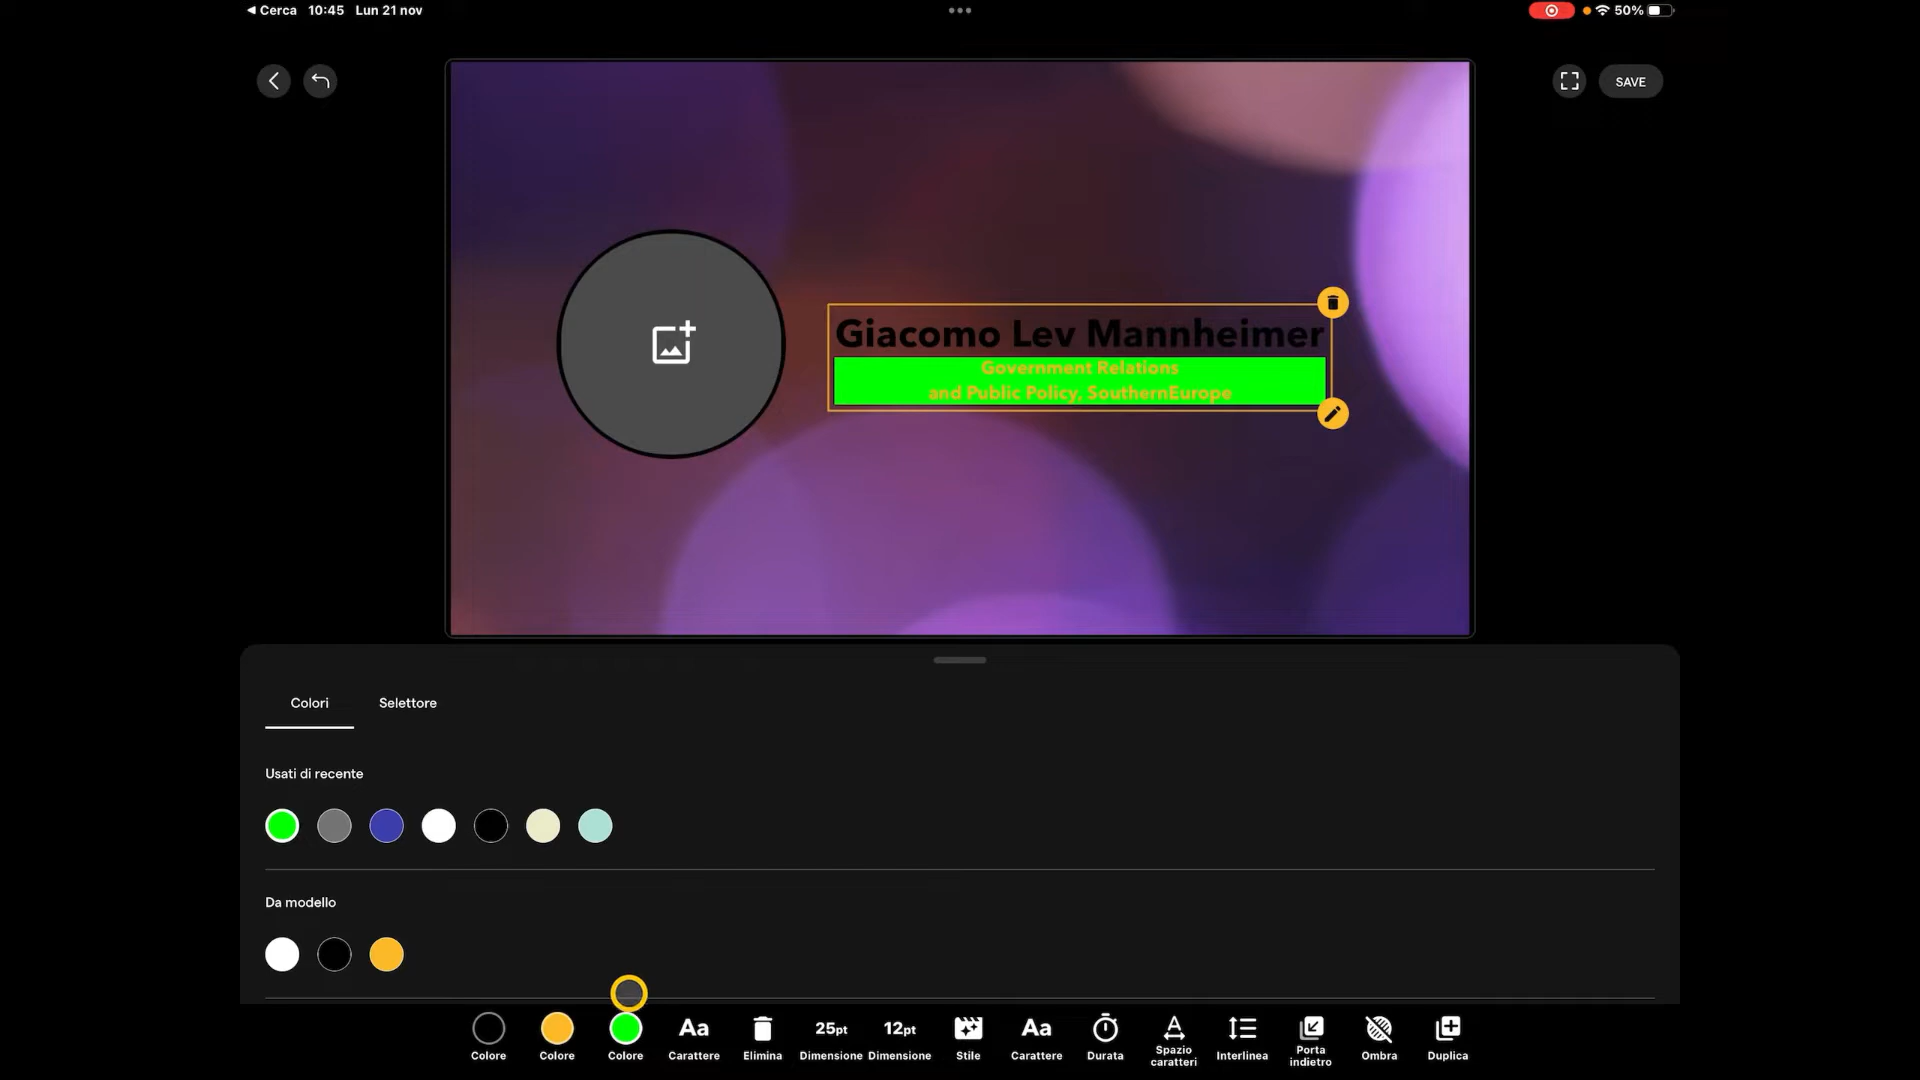 Cerca 10:45 Lun 21 nov
50%
SAVE
Giacomo Lev Mannheimer
Government Relations
and Public Policy, SouthernEurope
Colori Selettore
Usati di recente
Da modello
Aa 25pt 12pt Aa
Colore Colore Colore Carattere Elimina Dimensione Dimensione Stile Carattere Durata Spazio caratteri Interlinea Porta indietro Ombra Duplica